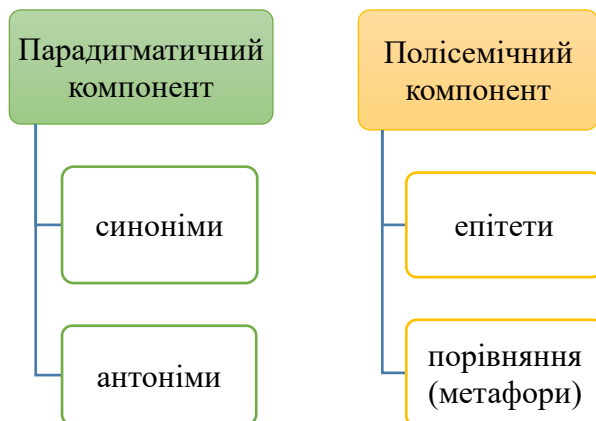 Парадигматичний
компонент
синоніми
антоніми
Полісемічний
компонент
епітети
порівняння
(метафори)